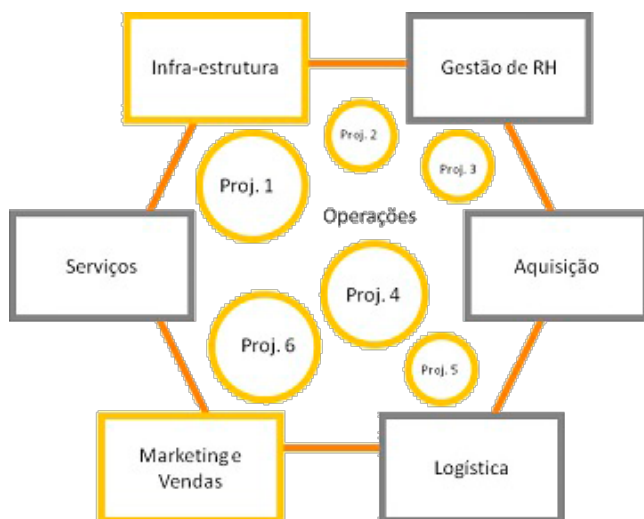 Infra-estrutura
Gestão de RH
Proj. 2
Proj. 3
Proj. 1
Operações
Serviços
Aquisição
Proj. 4
Proj. 6
Proj. 5
Marketing e
Vendas
Logística